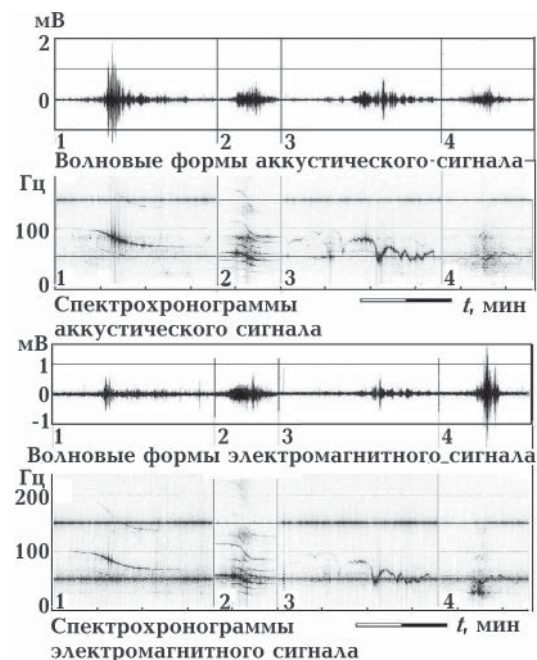 мВ
2
0
1 2 3 4
Волновые формы аккустического сигнала
Гц
100
0
1 2 3 4
Спектрохронограммы t, мин
аккустического сигнала
мВ
1
0
-1
1 2 3 4
Волновые формы электромагнитного сигнала
Гц
200
100
0
1 2 3 4
Спектрохронограммы t, мин
электромагнитного сигнала